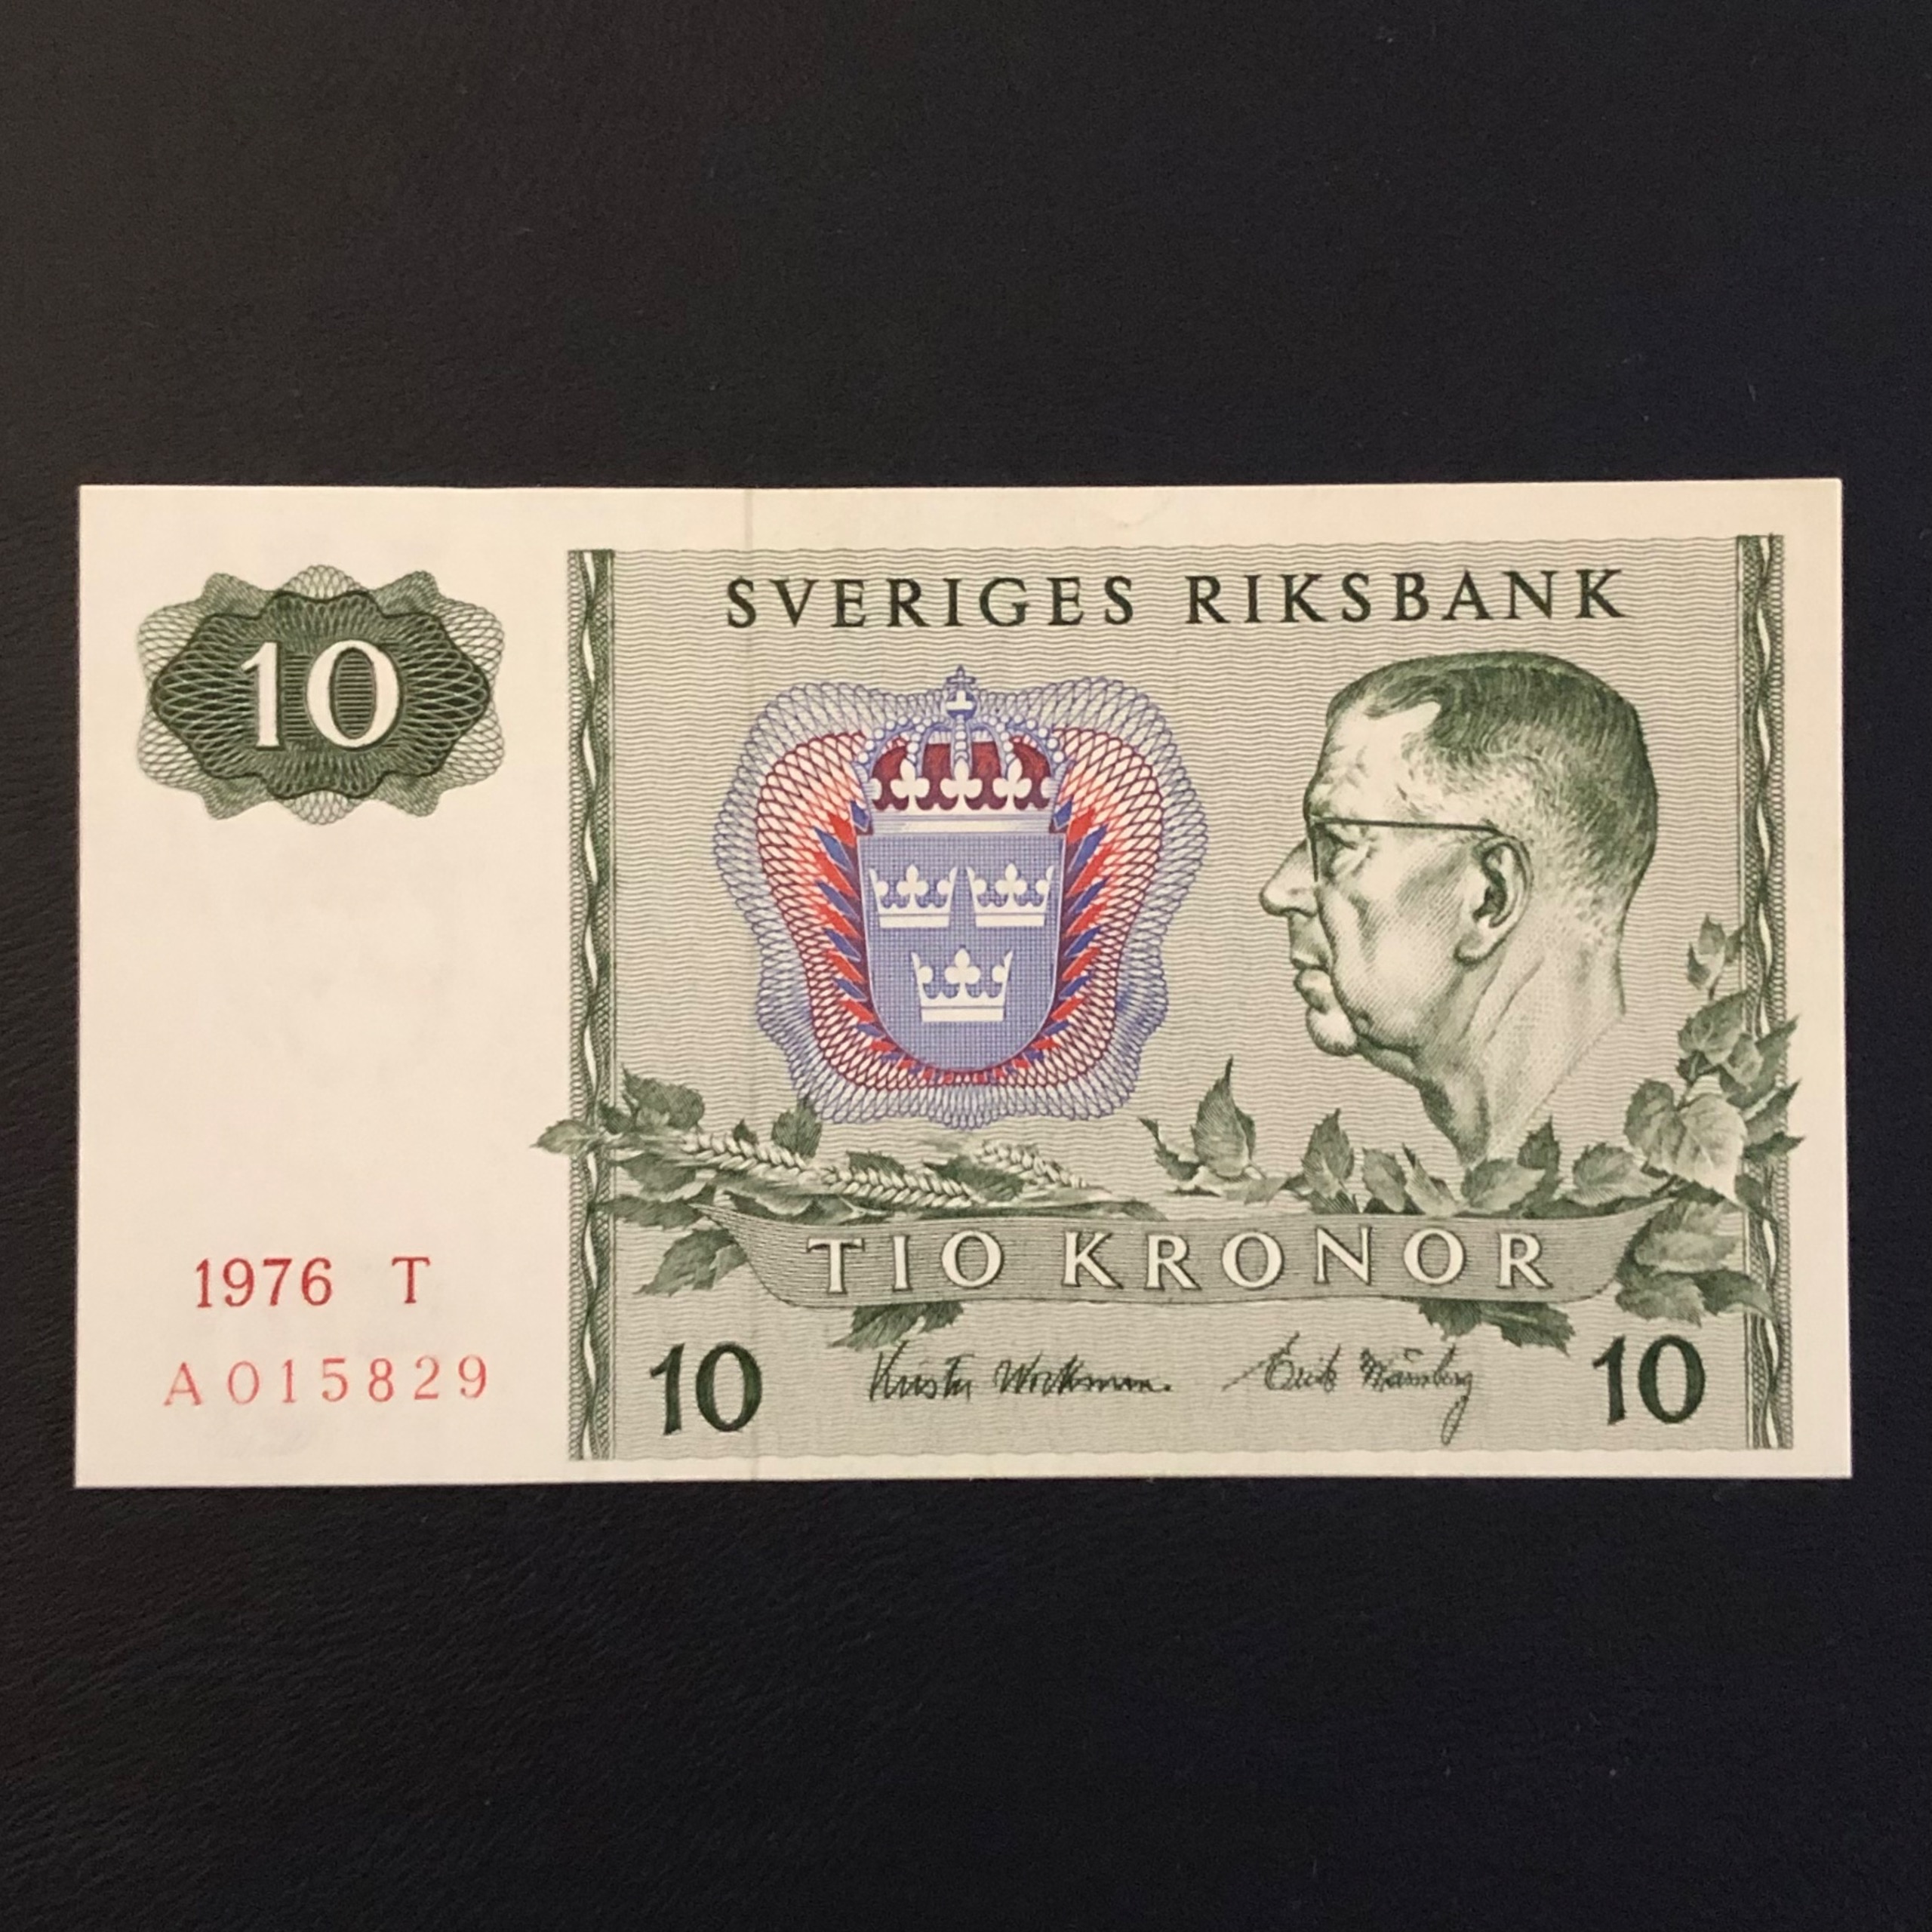 SVERIGES RIKSBANK
10
TIO KRONOR
1976 T
A015829
10
10